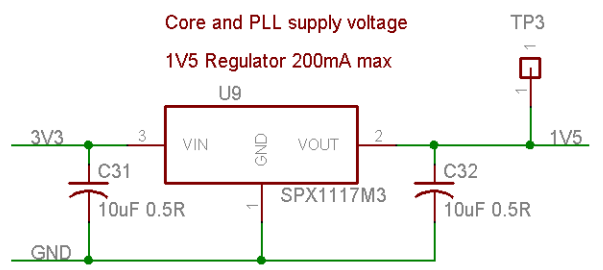 Core and PLL supply voltage
TP3
1V5 Regulator 200mA max
1
U9
1
3V3
3
VIN
GND
VOUT
2
1V5
C31
C32
1
SPX1117M3
10uF 0.5R
10uF 0.5R
GND